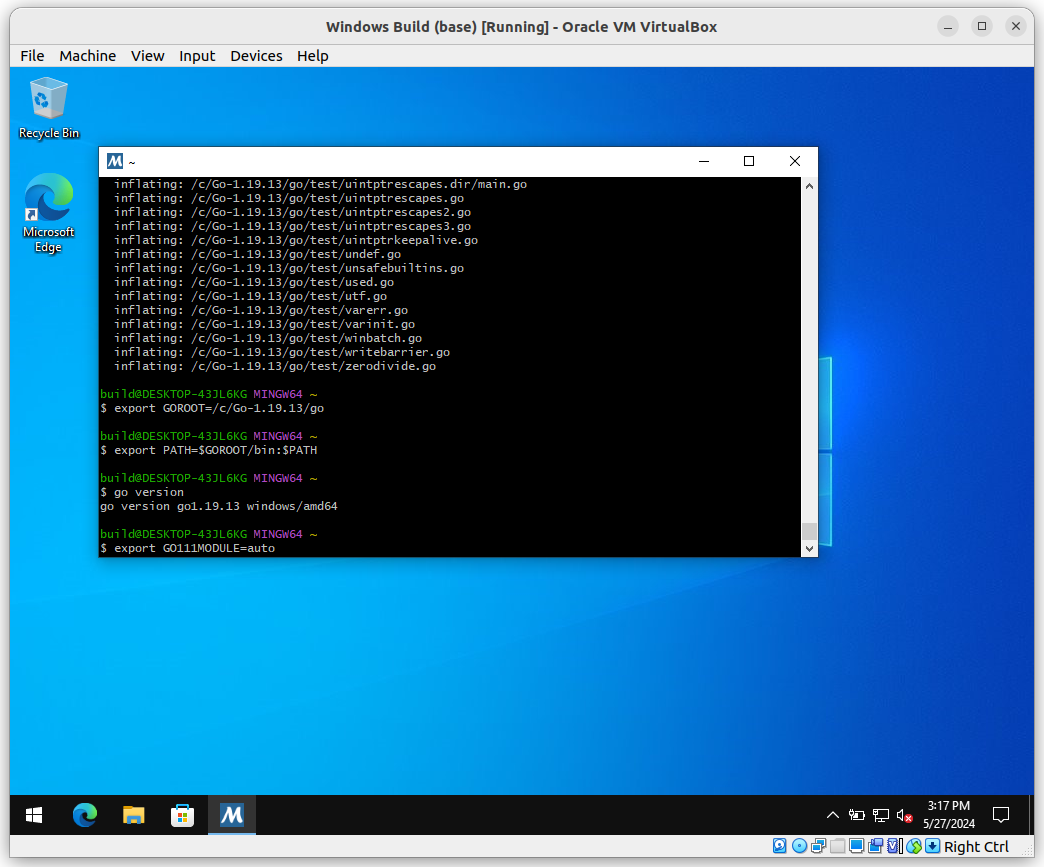 Windows Build (base) [Running] - Oracle VM VirtualBox
File Machine View Input Devices Help
Recycle Bin
Microsoft
Edge
~
inflating: /c/Go-1.19.13/go/test/uintptrescapes.dir/main.go
inflating: /c/Go-1.19.13/go/test/uintptrescapes.go
inflating: /c/Go-1.19.13/go/test/uintptrescapes2.go
inflating: /c/Go-1.19.13/go/test/uintptrescapes3.go
inflating: /c/Go-1.19.13/go/test/uintptrkeepalive.go
inflating: /c/Go-1.19.13/go/test/undef.go
inflating: /c/Go-1.19.13/go/test/unsafebuiltins.go
inflating: /c/Go-1.19.13/go/test/used.go
inflating: /c/Go-1.19.13/go/test/utf.go
inflating: /c/Go-1.19.13/go/test/varerr.go
inflating: /c/Go-1.19.13/go/test/varinit.go
inflating: /c/Go-1.19.13/go/test/winbatch.go
inflating: /c/Go-1.19.13/go/test/writebarrier.go
inflating: /c/Go-1.19.13/go/test/zerodivide.go
build@DESKTOP-43JL6KG MINGW64 ~
$ export GOROOT=/c/Go-1.19.13/go
build@DESKTOP-43JL6KG MINGW64 ~
$ export PATH=$GOROOT/bin:$PATH
build@DESKTOP-43JL6KG MINGW64 ~
$ go version
go version go1.19.13 windows/amd64
build@DESKTOP-43JL6KG MINGW64 ~
$ export GO111MODULE=auto
3:17 PM
5/27/2024
Right Ctrl